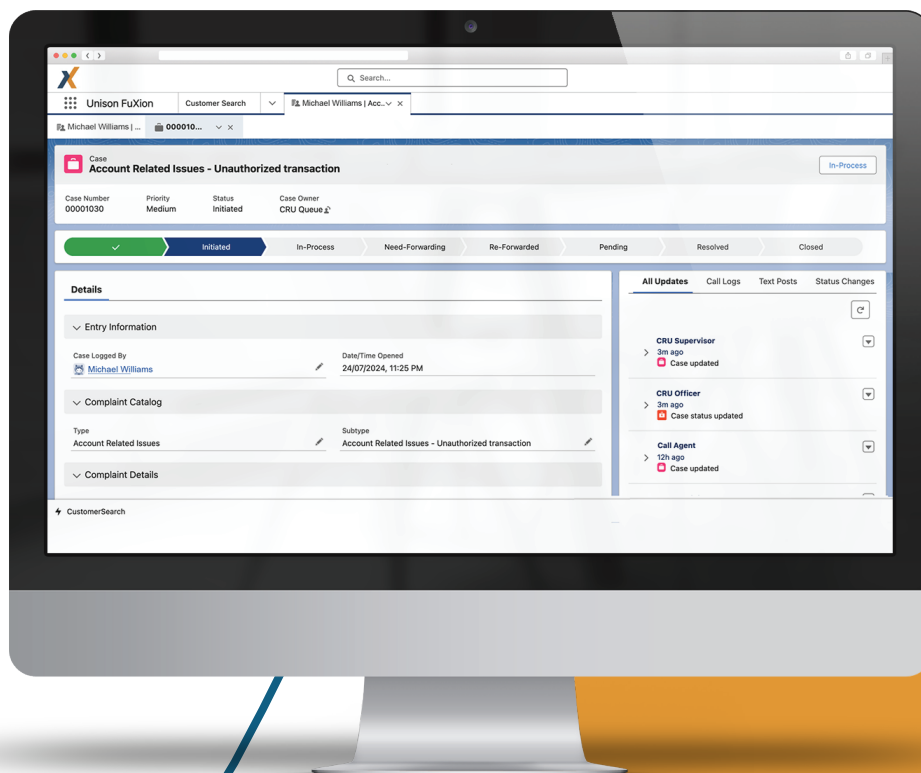 Search...
Unison FuXion Customer Search Michael Williams | Acc..
Michael Williams | ... 000010...
Case
Account Related Issues - Unauthorized transaction
In-Process
Case Number Priority Status Case Owner
00001030 Medium Initiated CRU Queue
Initiated In-Process Need-Forwarding Re-Forwarded Pending Resolved Closed
Details
Entry Information
Case Logged By Date/Time Opened
Michael Williams 24/07/2024, 11:25 PM
Complaint Catalog
Type Subtype
Account Related Issues Account Related Issues - Unauthorized transaction
Complaint Details
All Updates Call Logs Text Posts Status Changes
CRU Supervisor
3m ago
Case updated
CRU Officer
3m ago
Case status updated
Call Agent
12h ago
Case updated
CustomerSearch